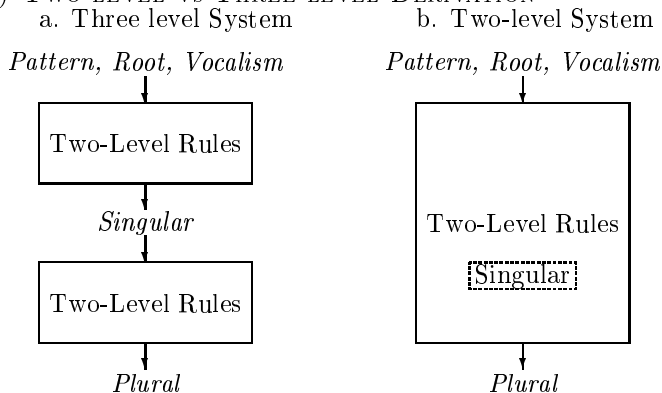 a. Three level System
Pattern, Root, Vocalism
Two-Level Rules
Singular
Two-Level Rules
Plural
b. Two-level System
Pattern, Root, Vocalism
Two-Level Rules
Singular
Plural